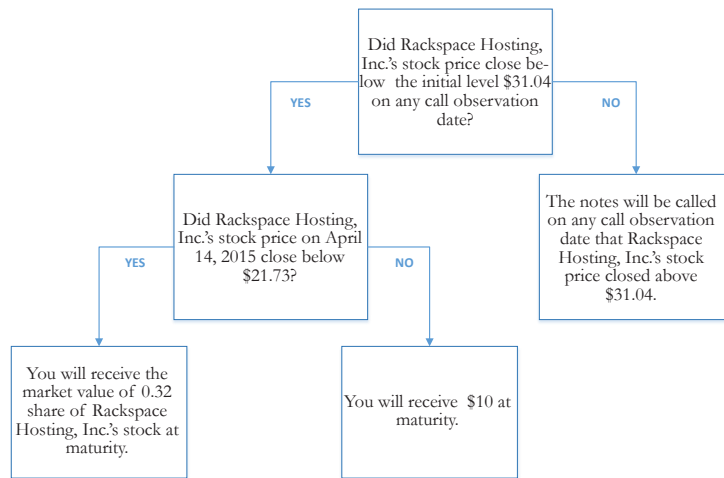 Did Rackspace Hosting,
Inc.'s stock price close be-
low the initial level $31.04
on any call observation
date?
YES
NO
Did Rackspace Hosting,
Inc.'s stock price on April
14, 2015 close below
$21.73?
The notes will be called
on any call observation
date that Rackspace
Hosting, Inc.'s stock
price closed above
$31.04.
YES
NO
You will receive the
market value of 0.32
share of Rackspace
Hosting, Inc.'s stock at
maturity.
You will receive $10 at
maturity.